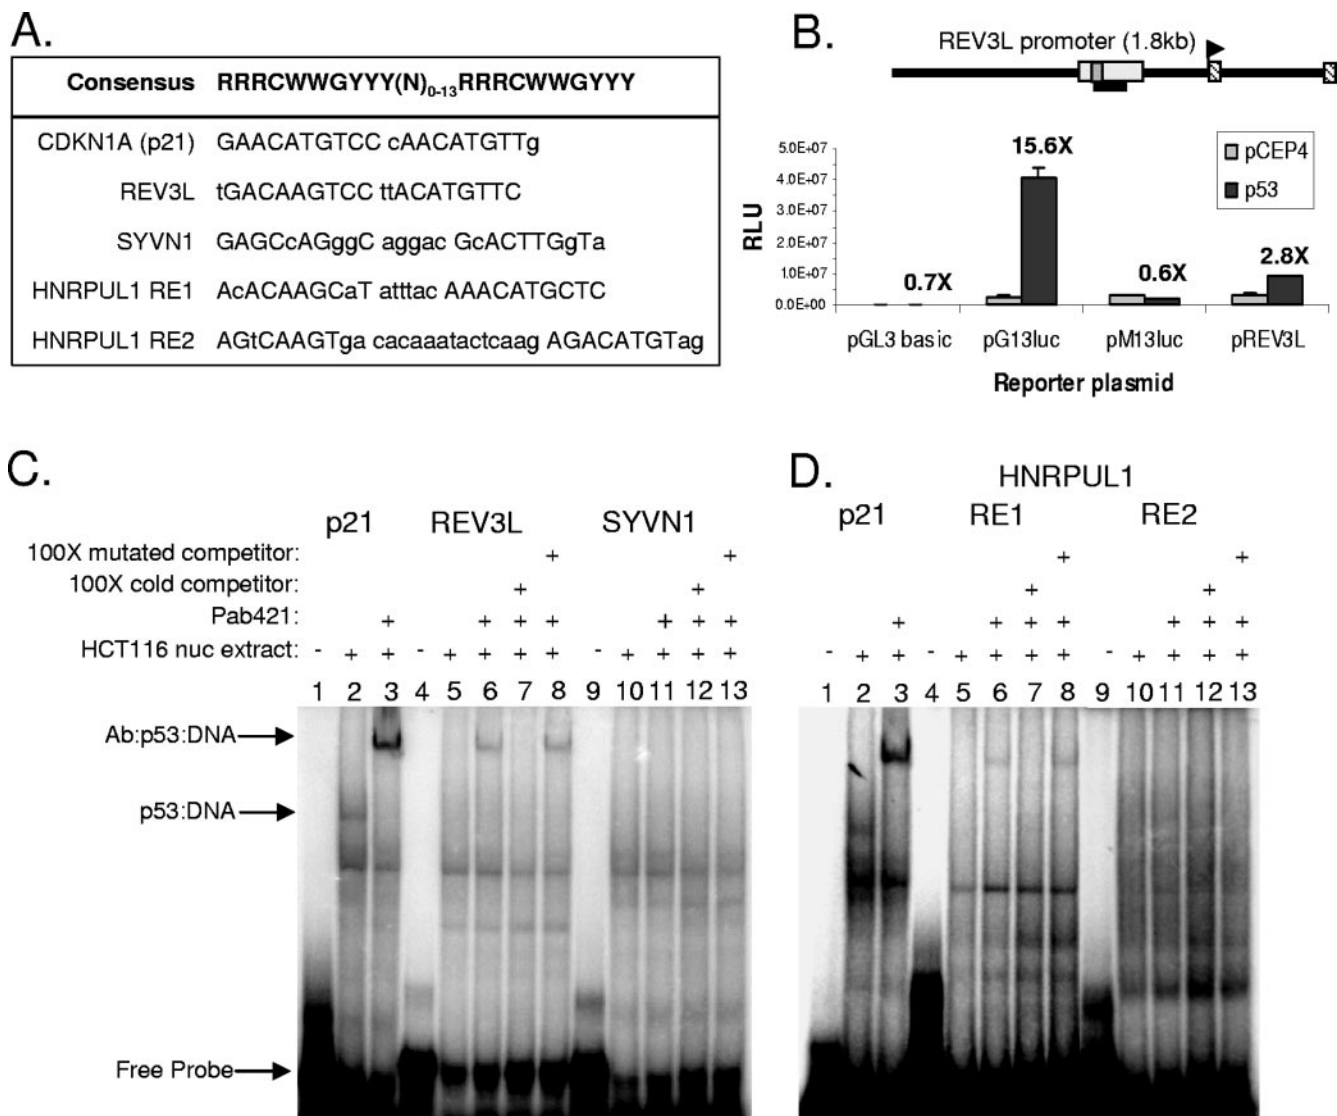 A.
Consensus RRRCWWGYYY(N)0-13RRRCWWGYYY
CDKN1A (p21) GAACATGTCC cAACATGTTg
REV3L tGACAAGTCC ttACATGTTC
SYVN1 GAGCcAGggC aggac GcACTTGgTa
HNRPUL1 RE1 AcACAAGCaT atttac AAACATGCTC
HNRPUL1 RE2 AGtCAAGTga cacaaatactcaag AGACATGTag
B.
REV3L promoter (1.8kb)
5.0E+07
4.0E+07
3.0E+07
2.0E+07
1.0E+07
0.0E+00
RLU
0.7X
15.6X
0.6X
2.8X
pCEP4
p53
pGL3 basic pG13luc pM13luc pREV3L
Reporter plasmid
C.
p21 REV3L SYVN1
100X mutated competitor: + +
100X cold competitor: + +
Pab421: + + + + + + +
HCT116 nuc extract: - + + - + + + + - + + + +
1 2 3 4 5 6 7 8 9 10 11 12 13
Ab:p53:DNA
p53:DNA
Free Probe
D.
HNRPUL1
p21 RE1 RE2
+ +
+ +
+ + + + + + +
- + + - + + + + - + + + +
1 2 3 4 5 6 7 8 9 10 11 12 13